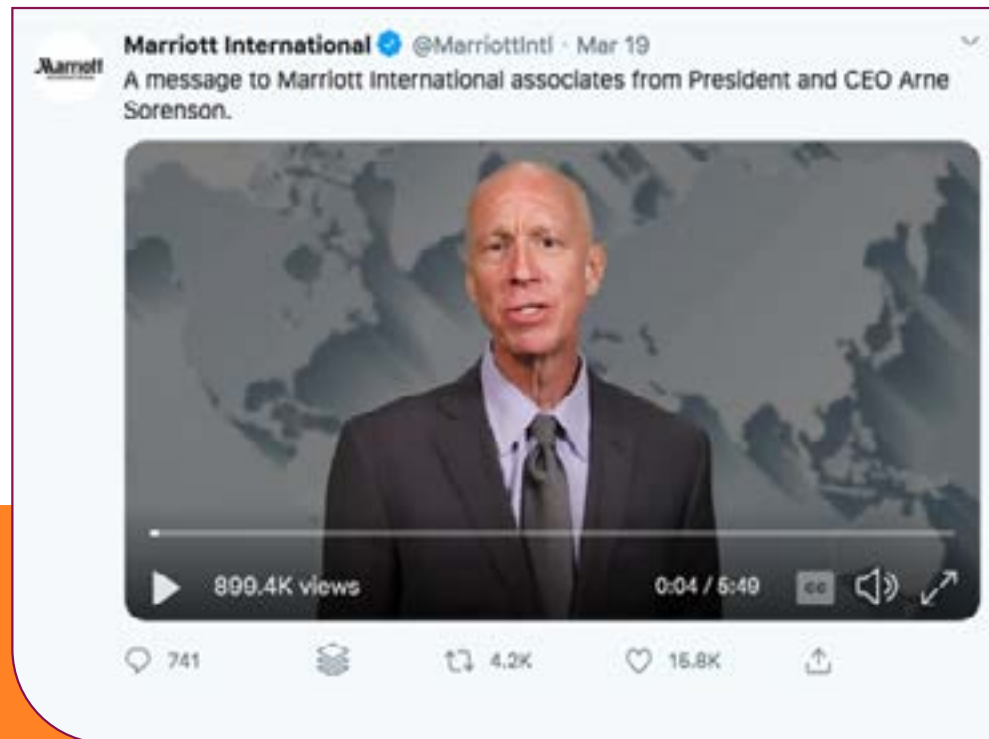 Marriott
Marriott International @MarriottIntl · Mar 19
A message to Marriott International associates from President and CEO Arne
Sorenson.
899.4K views
0:04 / 5:49
cc
741
4.2K
15.8K